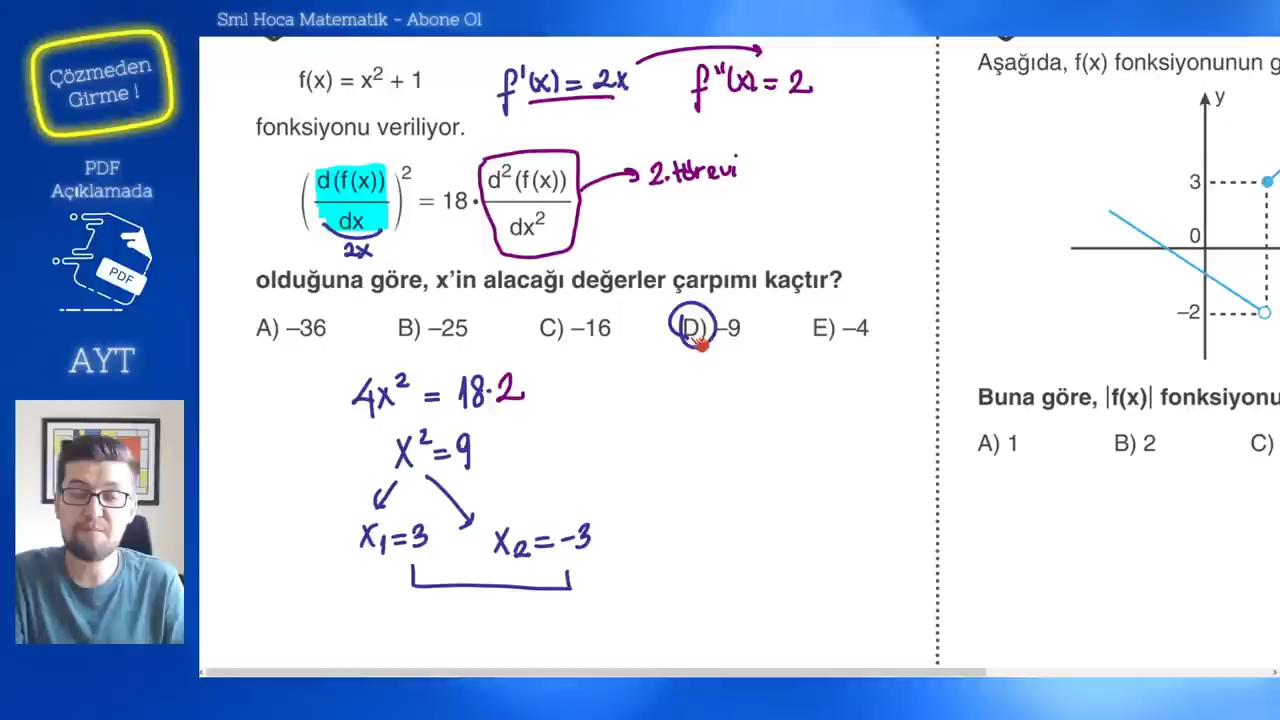 Sml Hoca Matematik – Abone Ol
Çözmeden
Girme !
PDF
Açıklamada
PDF
AYT
f(x) = x² + 1
f'(x) = 2x
f''(x) = 2
fonksiyonu veriliyor.
(d(f(x))/dx)² = 18 · d²(f(x))/dx²
2x
2. türevi
olduğuna göre, x’in alacağı değerler çarpımı kaçtır?
A) –36 B) –25 C) –16 D) –9 E) –4
4x² = 18·2
x² = 9
x₁ = 3 x₂ = -3
Aşağıda, f(x) fonksiyonunun g
y
3
0
–2
Buna göre, |f(x)| fonksiyonu
A) 1 B) 2 C)